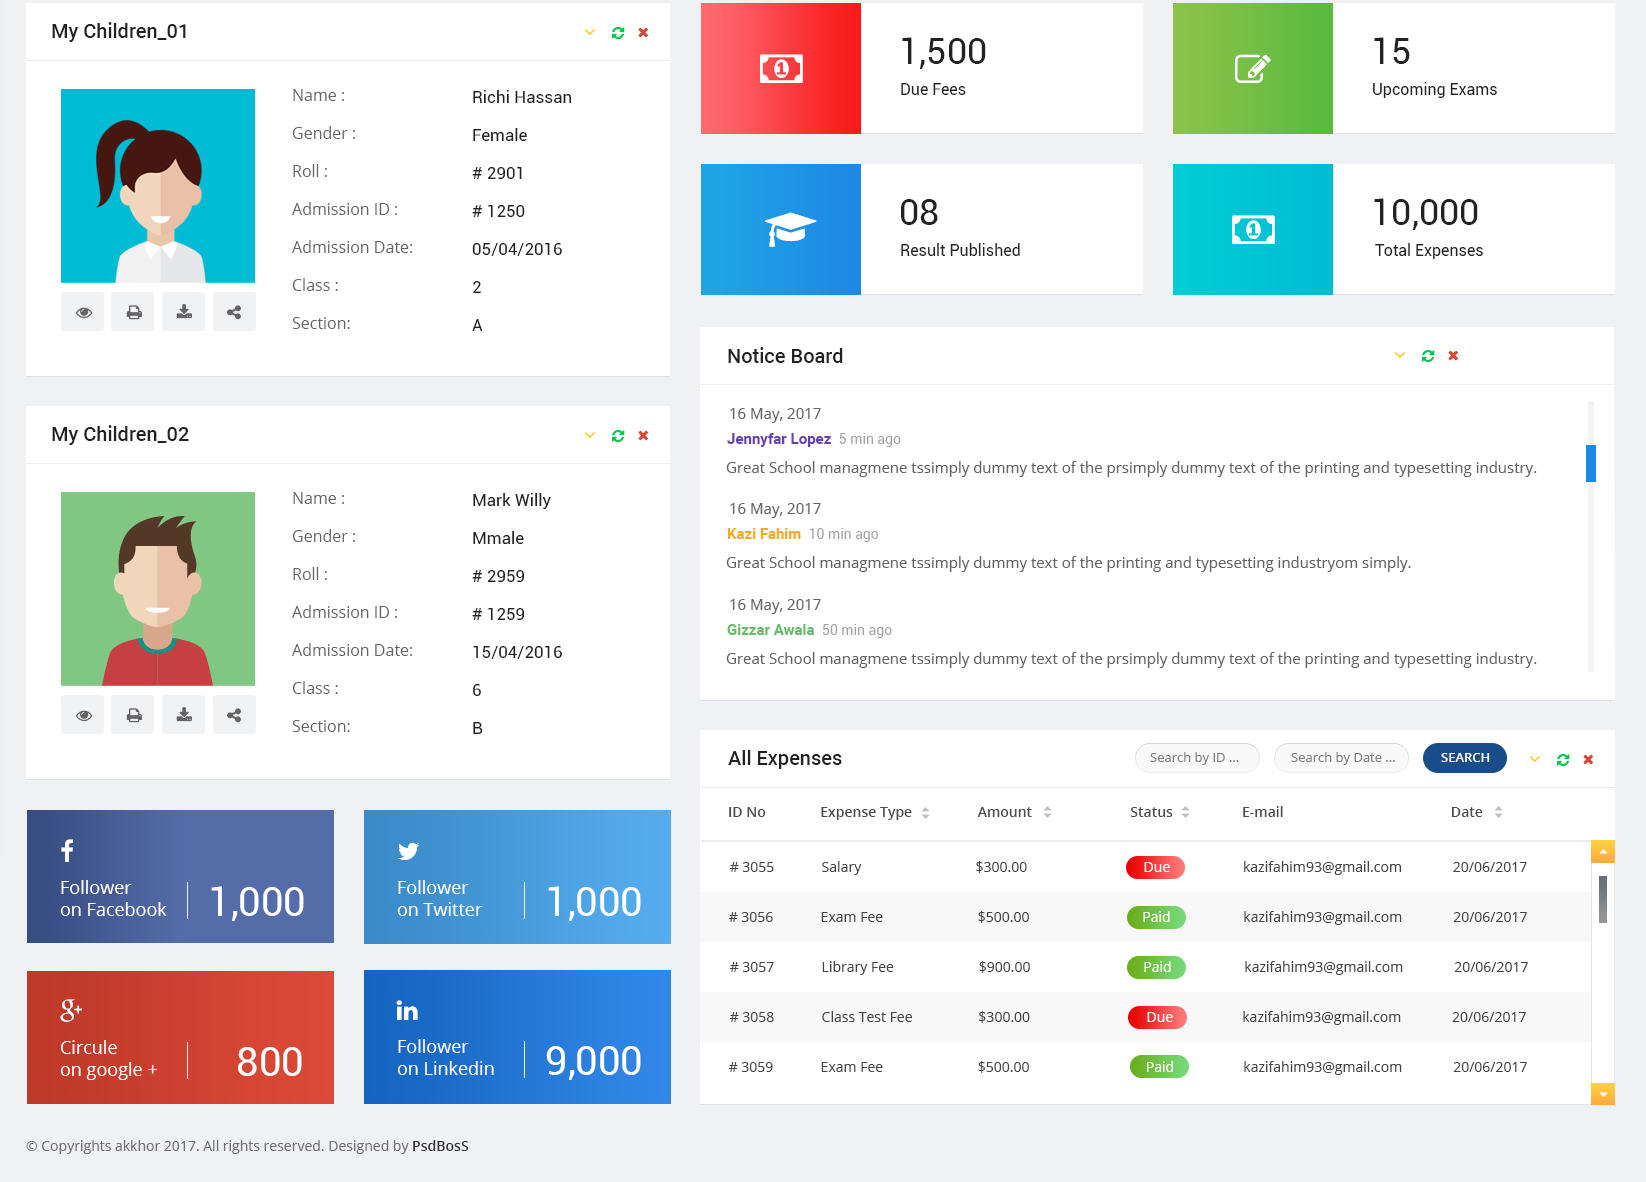 My Children_01
Name : Richi Hassan
Gender : Female
Roll : # 2901
Admission ID : # 1250
Admission Date: 05/04/2016
Class : 2
Section: A
My Children_02
Name : Mark Willy
Gender : Mmale
Roll : # 2959
Admission ID : # 1259
Admission Date: 15/04/2016
Class : 6
Section: B
Follower
on Facebook
1,000
Follower
on Twitter
1,000
g+
Circule
on google +
800
in
Follower
on Linkedin
9,000
1,500
Due Fees
15
Upcoming Exams
08
Result Published
10,000
Total Expenses
Notice Board
16 May, 2017
Jennyfar Lopez 5 min ago
Great School managmene tssimply dummy text of the prsimply dummy text of the printing and typesetting industry.
16 May, 2017
Kazi Fahim 10 min ago
Great School managmene tssimply dummy text of the printing and typesetting industryom simply.
16 May, 2017
Gizzar Awala 50 min ago
Great School managmene tssimply dummy text of the prsimply dummy text of the printing and typesetting industry.
All Expenses Search by ID ... Search by Date ... SEARCH
ID No Expense Type Amount Status E-mail Date
# 3055 Salary $300.00 Due kazifahim93@gmail.com 20/06/2017
# 3056 Exam Fee $500.00 Paid kazifahim93@gmail.com 20/06/2017
# 3057 Library Fee $900.00 Paid kazifahim93@gmail.com 20/06/2017
# 3058 Class Test Fee $300.00 Due kazifahim93@gmail.com 20/06/2017
# 3059 Exam Fee $500.00 Paid kazifahim93@gmail.com 20/06/2017
© Copyrights akkhor 2017. All rights reserved. Designed by PsdBosS